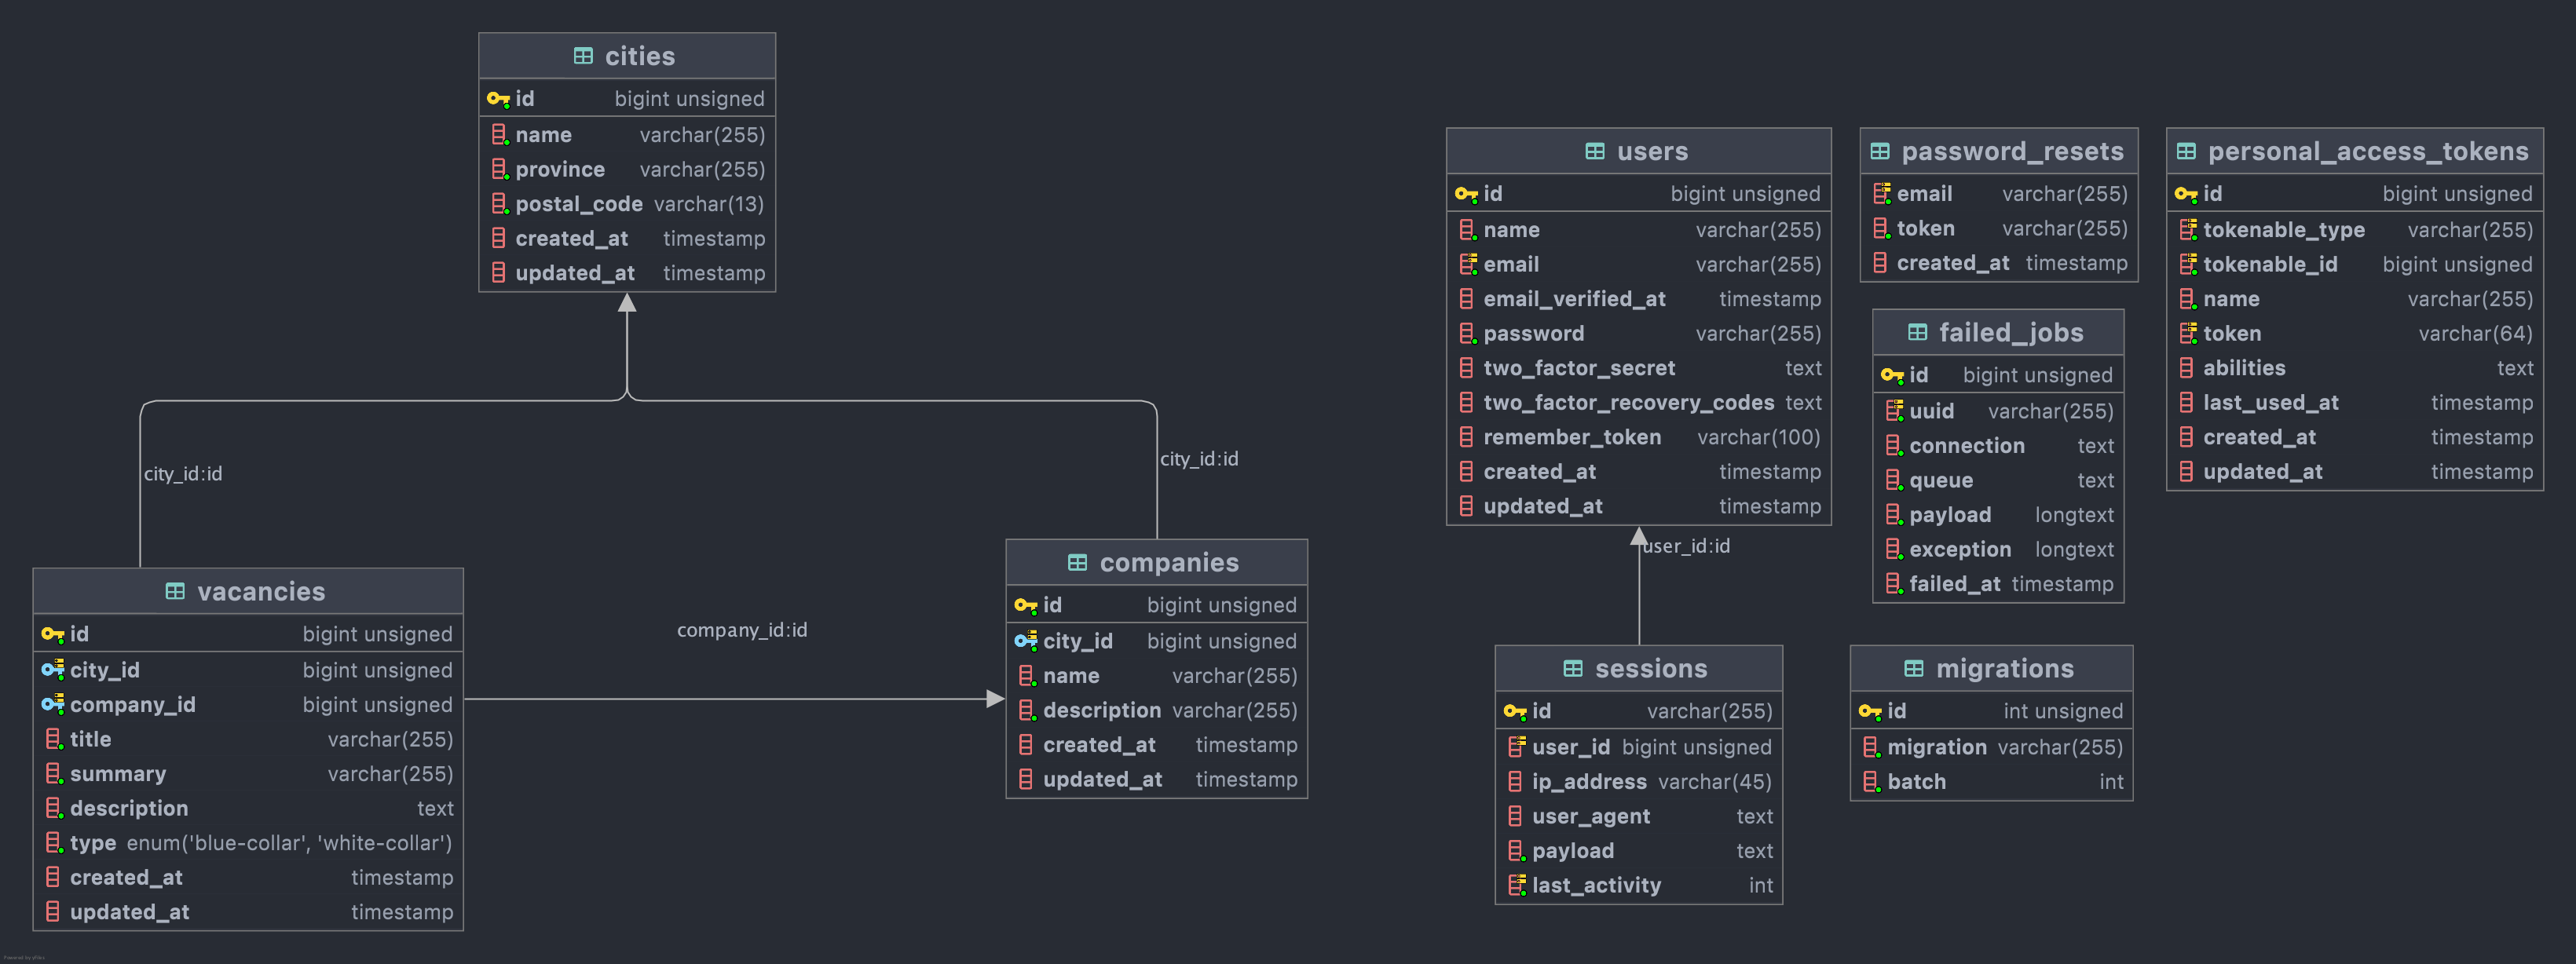 cities
id bigint unsigned
name varchar(255)
province varchar(255)
postal_code varchar(13)
created_at timestamp
updated_at timestamp
city_id:id
city_id:id
vacancies
id bigint unsigned
city_id bigint unsigned
company_id bigint unsigned
title varchar(255)
summary varchar(255)
description text
type enum('blue-collar', 'white-collar')
created_at timestamp
updated_at timestamp
company_id:id
companies
id bigint unsigned
city_id bigint unsigned
name varchar(255)
description varchar(255)
created_at timestamp
updated_at timestamp
users
id bigint unsigned
name varchar(255)
email varchar(255)
email_verified_at timestamp
password varchar(255)
two_factor_secret text
two_factor_recovery_codes text
remember_token varchar(100)
created_at timestamp
updated_at timestamp
user_id:id
sessions
id varchar(255)
user_id bigint unsigned
ip_address varchar(45)
user_agent text
payload text
last_activity int
password_resets
email varchar(255)
token varchar(255)
created_at timestamp
failed_jobs
id bigint unsigned
uuid varchar(255)
connection text
queue text
payload longtext
exception longtext
failed_at timestamp
migrations
id int unsigned
migration varchar(255)
batch int
personal_access_tokens
id bigint unsigned
tokenable_type varchar(255)
tokenable_id bigint unsigned
name varchar(255)
token varchar(64)
abilities text
last_used_at timestamp
created_at timestamp
updated_at timestamp
Powered by yFiles